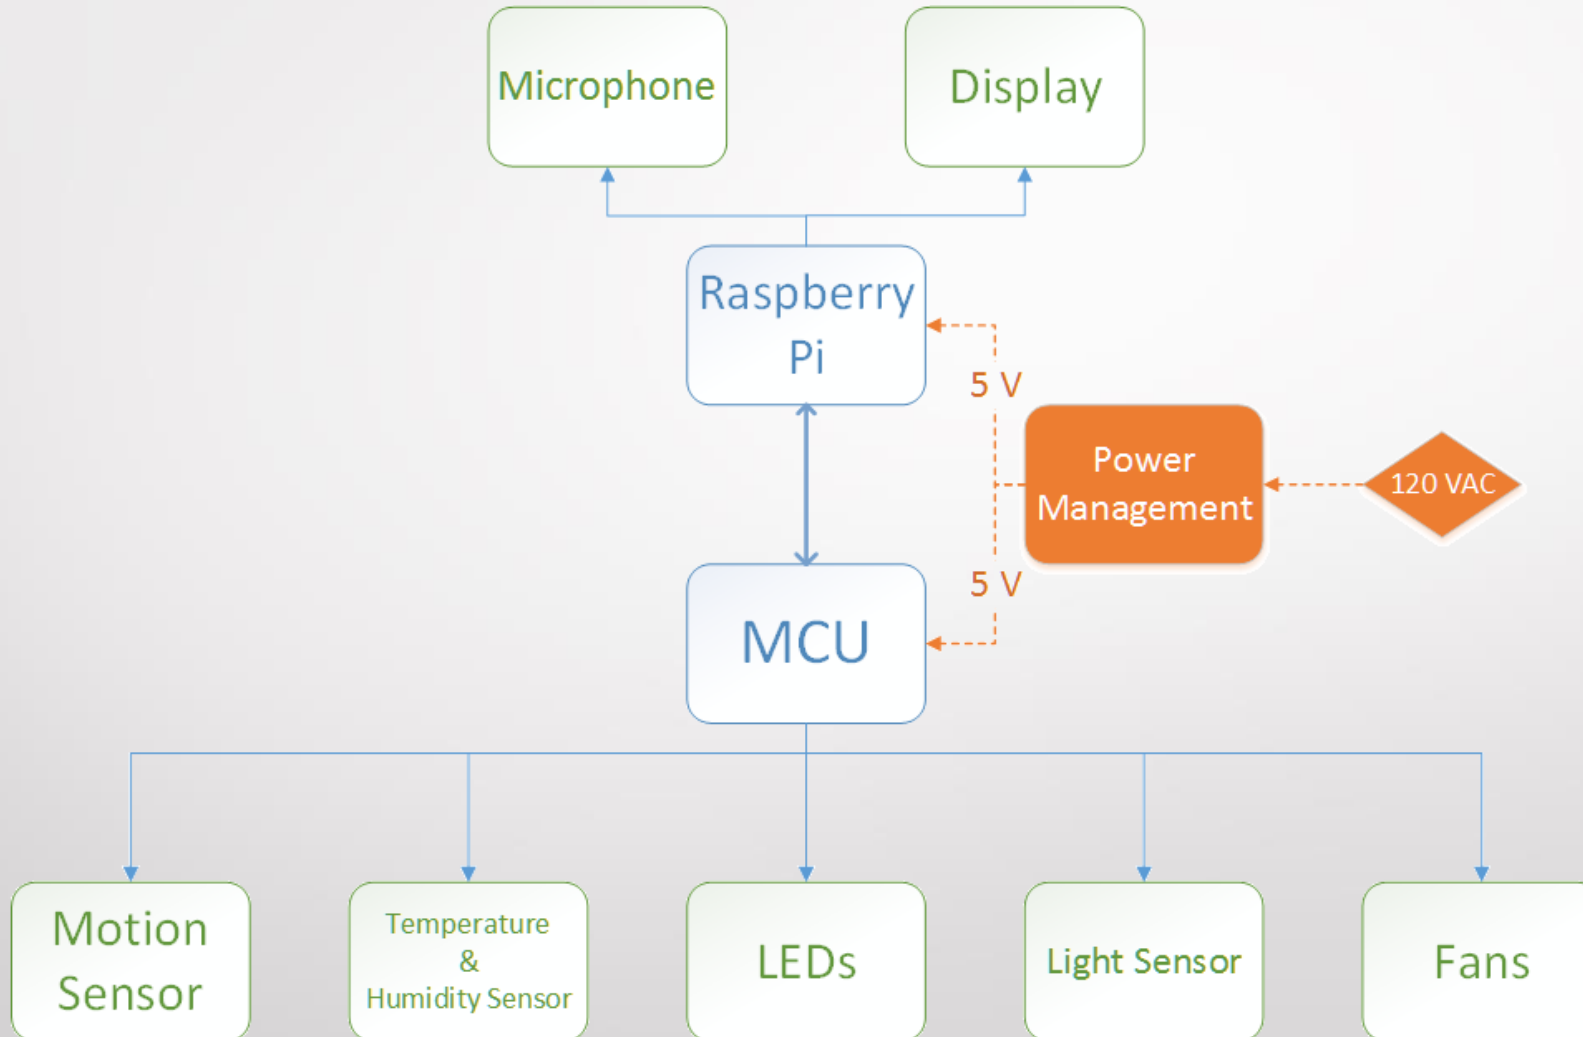 Microphone
Display
Raspberry
Pi
5 V
Power
Management
120 VAC
5 V
MCU
Motion
Sensor
Temperature
&
Humidity Sensor
LEDs
Light Sensor
Fans